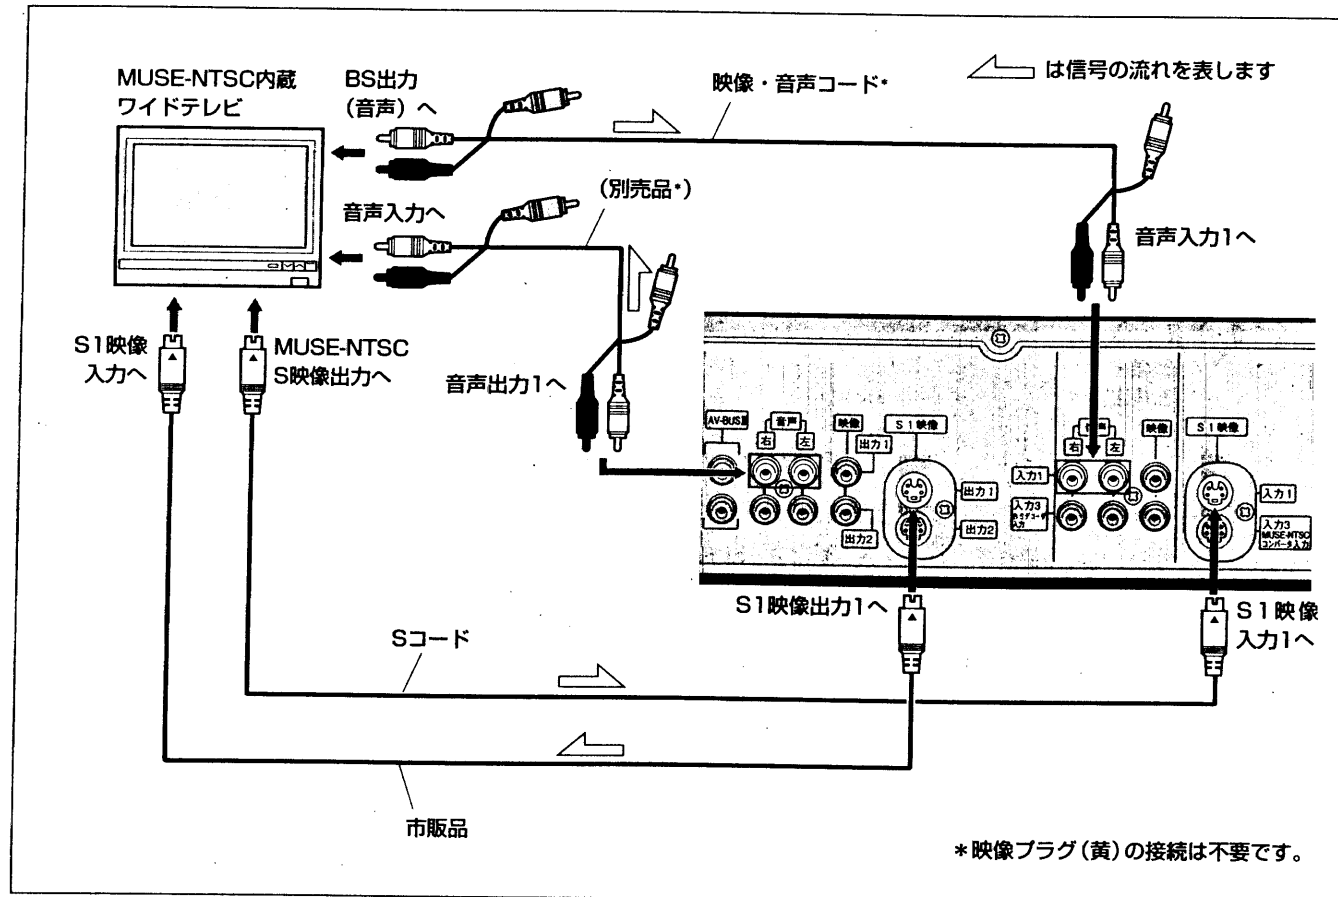 MUSE-NTSC内蔵
ワイドテレビ
BS出力
(音声)へ
映像・音声コード*
は信号の流れを表します
(別売品*)
音声入力へ
音声入力1へ
S1映像
入力へ
MUSE-NTSC
S映像出力へ
音声出力1へ
AV-BUSⅢ
音声
右
左
映像
出力1
出力2
S1映像
出力1
出力2
右
左
映像
S1映像
入力1
入力3
入力
入力1
入力3
MUSE-NTSC
コンバータ入力
S1映像出力1へ
S1映像
入力1へ
Sコード
市販品
*映像プラグ(黄)の接続は不要です。